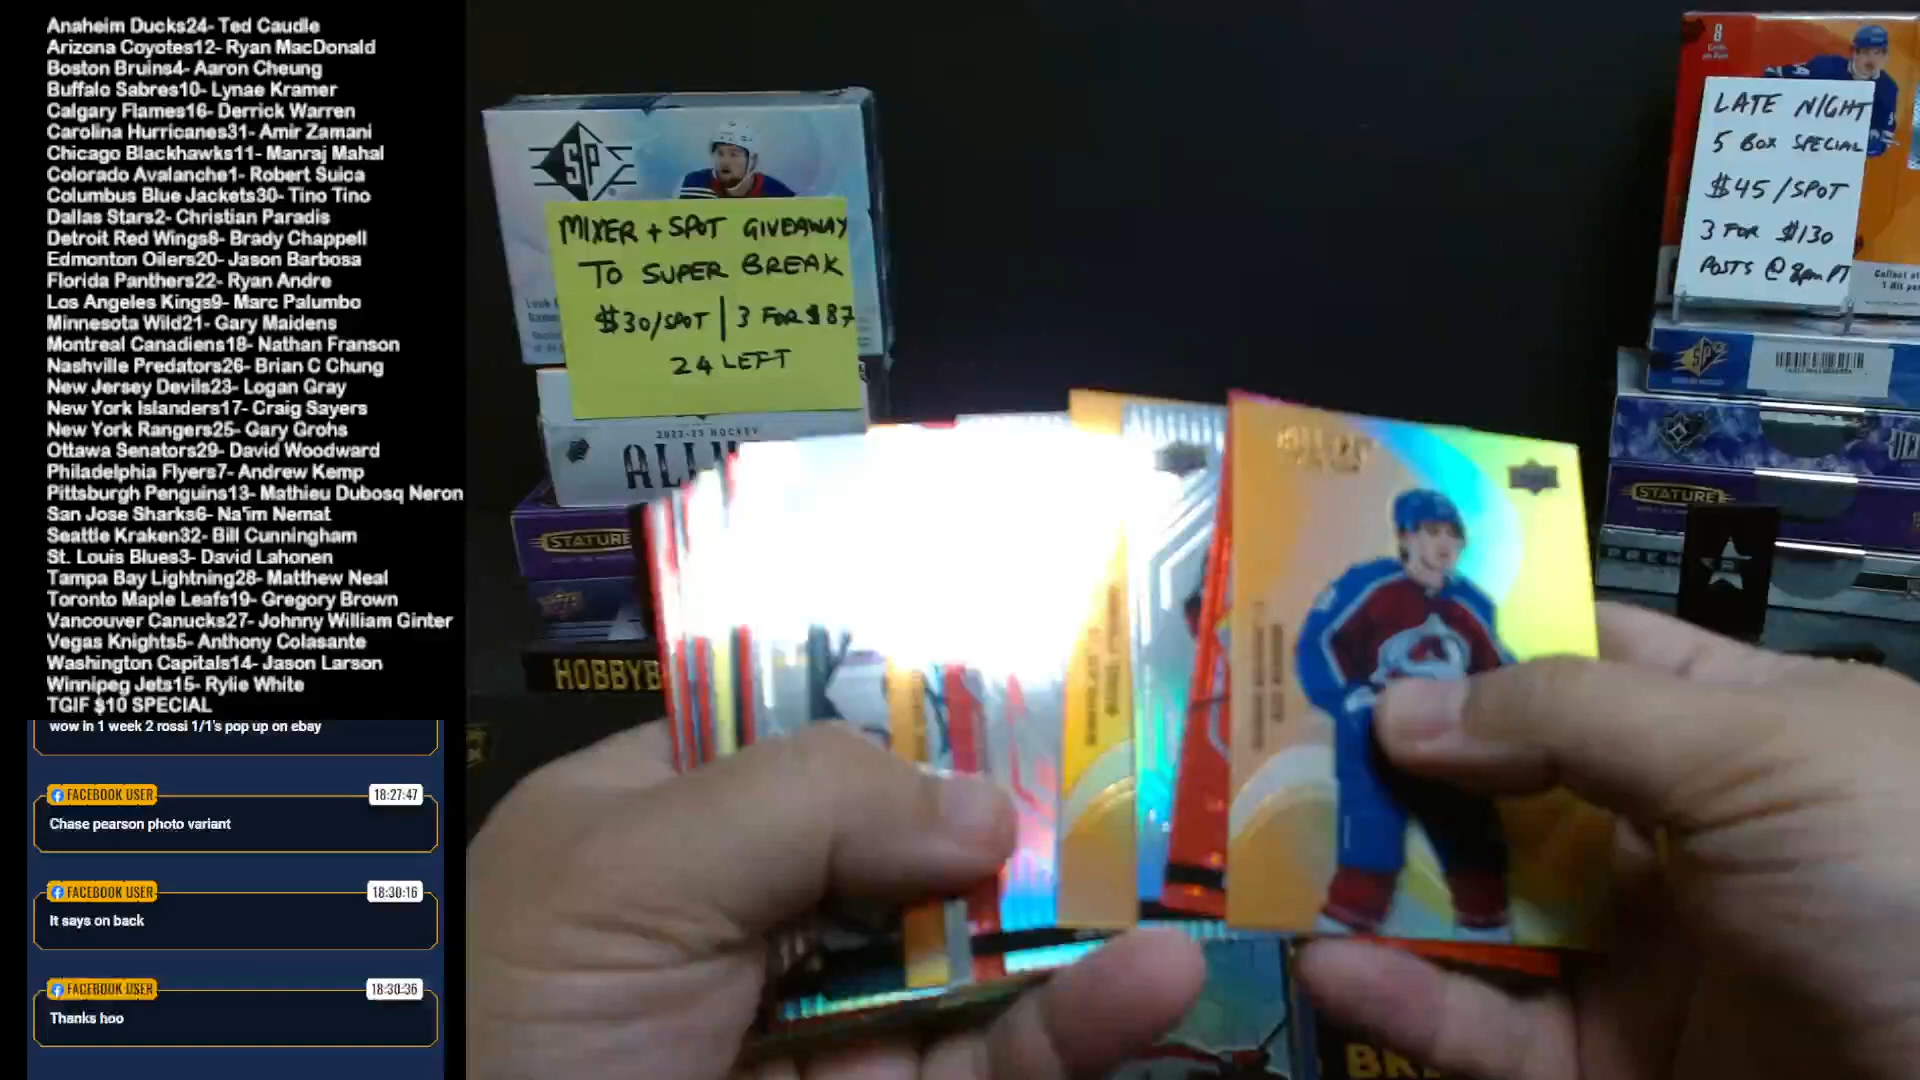 Anaheim Ducks24- Ted Caudle
Arizona Coyotes12- Ryan MacDonald
Boston Bruins4- Aaron Cheung
Buffalo Sabres10- Lynae Kramer
Calgary Flames16- Derrick Warren
Carolina Hurricanes31- Amir Zamani
Chicago Blackhawks11- Manraj Mahal
Colorado Avalanche1- Robert Suica
Columbus Blue Jackets30- Tino Tino
Dallas Stars2- Christian Paradis
Detroit Red Wings8- Brady Chappell
Edmonton Oilers20- Jason Barbosa
Florida Panthers22- Ryan Andre
Los Angeles Kings9- Marc Palumbo
Minnesota Wild21- Gary Maidens
Montreal Canadiens18- Nathan Franson
Nashville Predators26- Brian C Chung
New Jersey Devils23- Logan Gray
New York Islanders17- Craig Sayers
New York Rangers25- Gary Grohs
Ottawa Senators29- David Woodward
Philadelphia Flyers7- Andrew Kemp
Pittsburgh Penguins13- Mathieu Dubosq Neron
San Jose Sharks6- Na'im Nemat
Seattle Kraken32- Bill Cunningham
St. Louis Blues3- David Lahonen
Tampa Bay Lightning28- Matthew Neal
Toronto Maple Leafs19- Gregory Brown
Vancouver Canucks27- Johnny William Ginter
Vegas Knights5- Anthony Colasante
Washington Capitals14- Jason Larson
Winnipeg Jets15- Rylie White
TGIF $10 SPECIAL
wow in 1 week 2 rossi 1/1's pop up on ebay
FACEBOOK USER 18:27:47
Chase pearson photo variant
FACEBOOK USER 18:30:16
It says on back
FACEBOOK USER 18:30:36
Thanks hoo
SP
MIXER + SPOT GIVEAWAY
TO SUPER BREAK
$30/SPOT | 3 FOR $87
24 LEFT
2022-23 HOCKEY
STATURE
HOBBYB
8
LATE NIGHT
5 BOX SPECIAL
$45/SPOT
3 FOR $130
POSTS @ 8pm PT
SP
STATURE